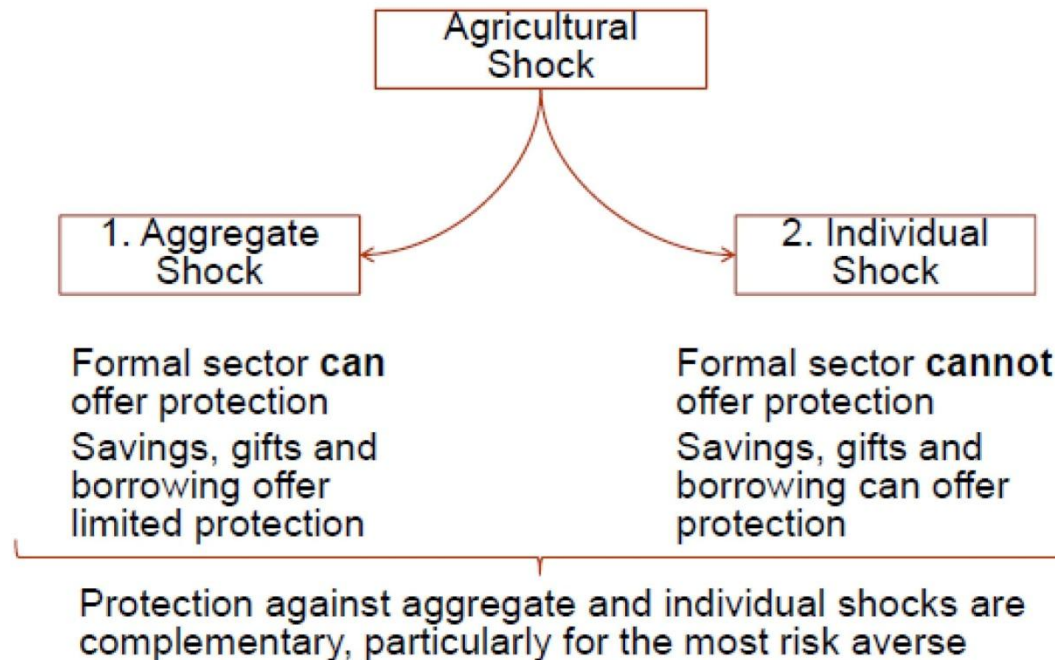 Agricultural
Shock
1. Aggregate
Shock
2. Individual
Shock
Formal sector can
offer protection
Savings, gifts and
borrowing offer
limited protection
Formal sector cannot
offer protection
Savings, gifts and
borrowing can offer
protection
Protection against aggregate and individual shocks are
complementary, particularly for the most risk averse